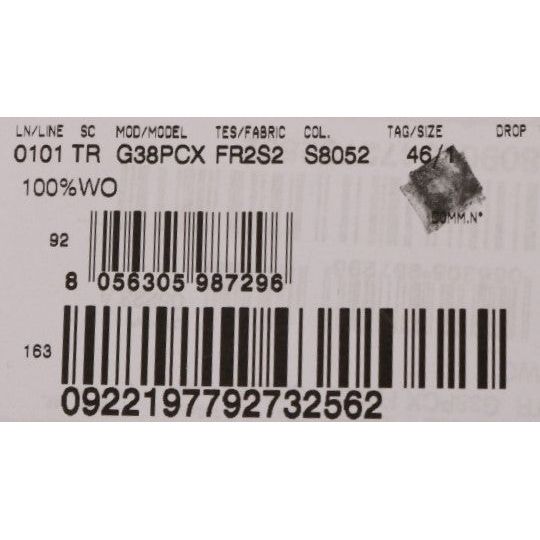 LN/LINE SC MOD/MODEL TES/FABRIC COL. TAG/SIZE DROP
0101 TR G38PCX FR2S2 S8052 46/1
100%WO
COMM.N°
92
8 056305 987296
163
0922197792732562